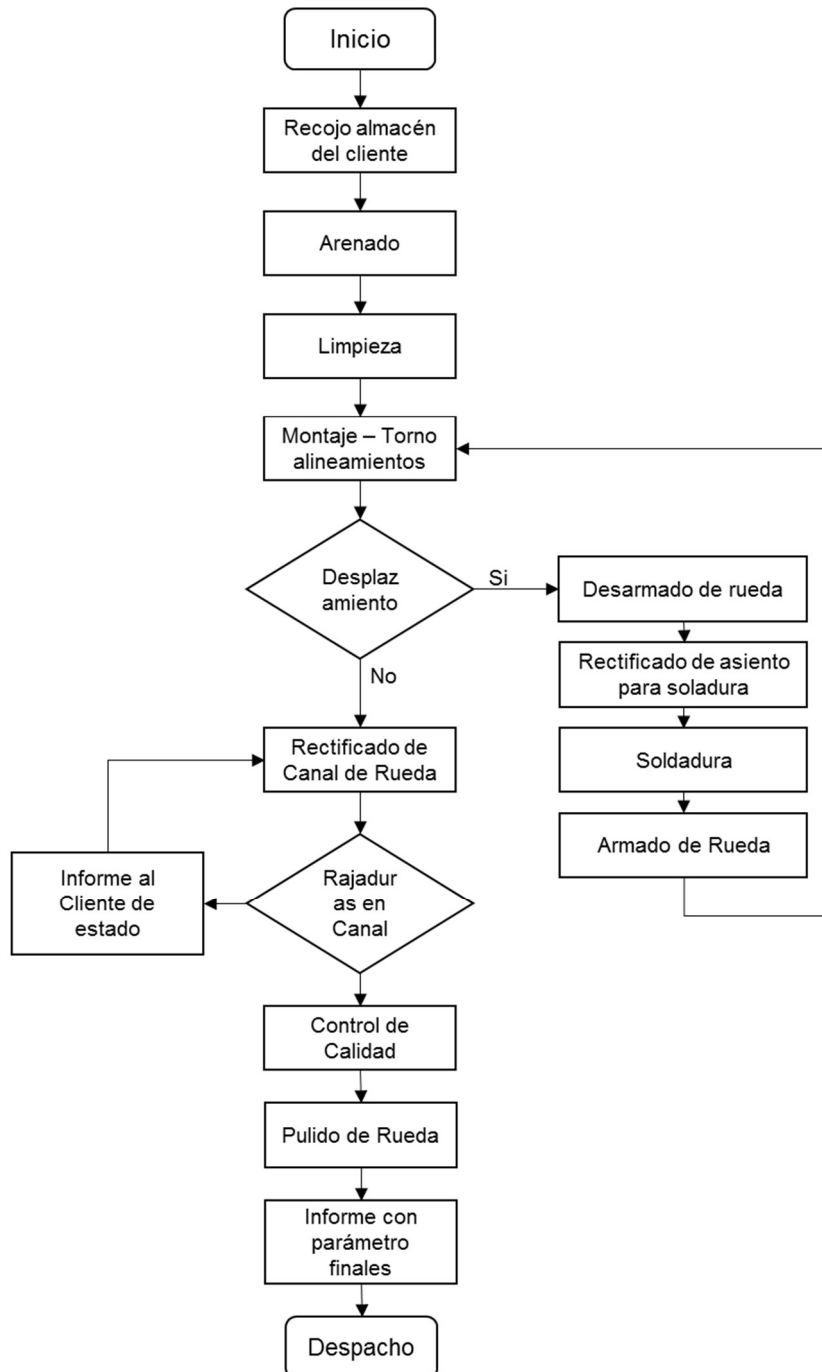 Inicio
Recojo almacén
del cliente
Arenado
Limpieza
Montaje – Torno
alineamientos
Desplaz
amiento
Si
Desarmado de rueda
Rectificado de asiento
para soladura
Soldadura
Armado de Rueda
No
Rectificado de
Canal de Rueda
Rajadur
as en
Canal
Informe al
Cliente de
estado
Control de
Calidad
Pulido de Rueda
Informe con
parámetro
finales
Despacho